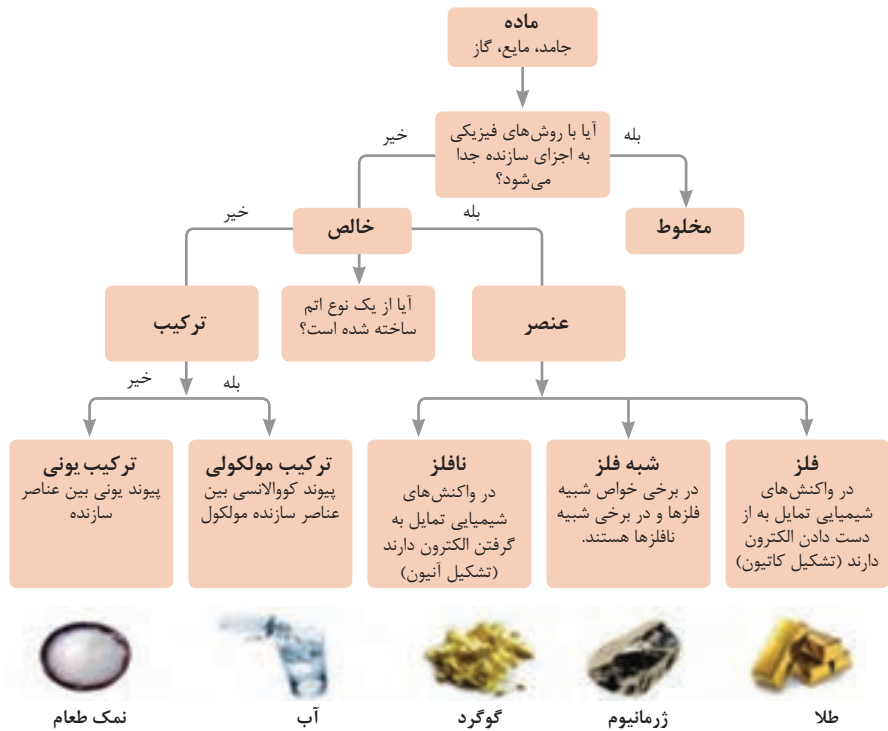 ماده
جامد، مایع، گاز
آیا با روش‌های فیزیکی
به اجزای سازنده جدا
می‌شود؟
بله
خیر
مخلوط
خالص
بله
خیر
آیا از یک نوع اتم
ساخته شده است؟
عنصر
ترکیب
بله
خیر
فلز
در واکنش‌های
شیمیایی تمایل به از
دست دادن الکترون
دارند (تشکیل کاتیون)
شبه فلز
در برخی خواص شبیه
فلزها و در برخی شبیه
نافلزها هستند.
نافلز
در واکنش‌های
شیمیایی تمایل به
گرفتن الکترون دارند
(تشکیل آنیون)
ترکیب مولکولی
پیوند کووالانسی بین
عناصر سازنده مولکول
ترکیب یونی
پیوند یونی بین عناصر
سازنده
طلا
ژرمانیوم
گوگرد
آب
نمک طعام